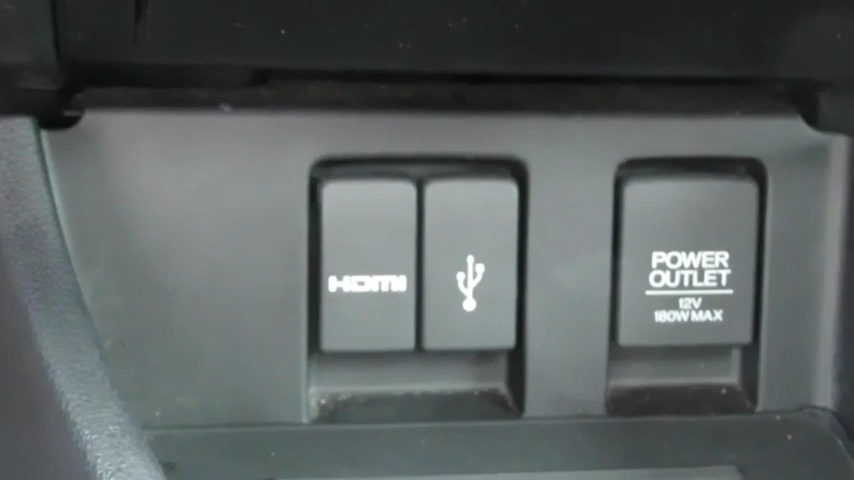 HDMI
POWER
OUTLET
12V
180W MAX